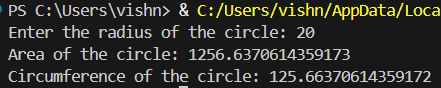 PS C:\Users\vishn> & C:/Users/vishn/AppData/Loca
Enter the radius of the circle: 20
Area of the circle: 1256.6370614359173
Circumference of the circle: 125.66370614359172